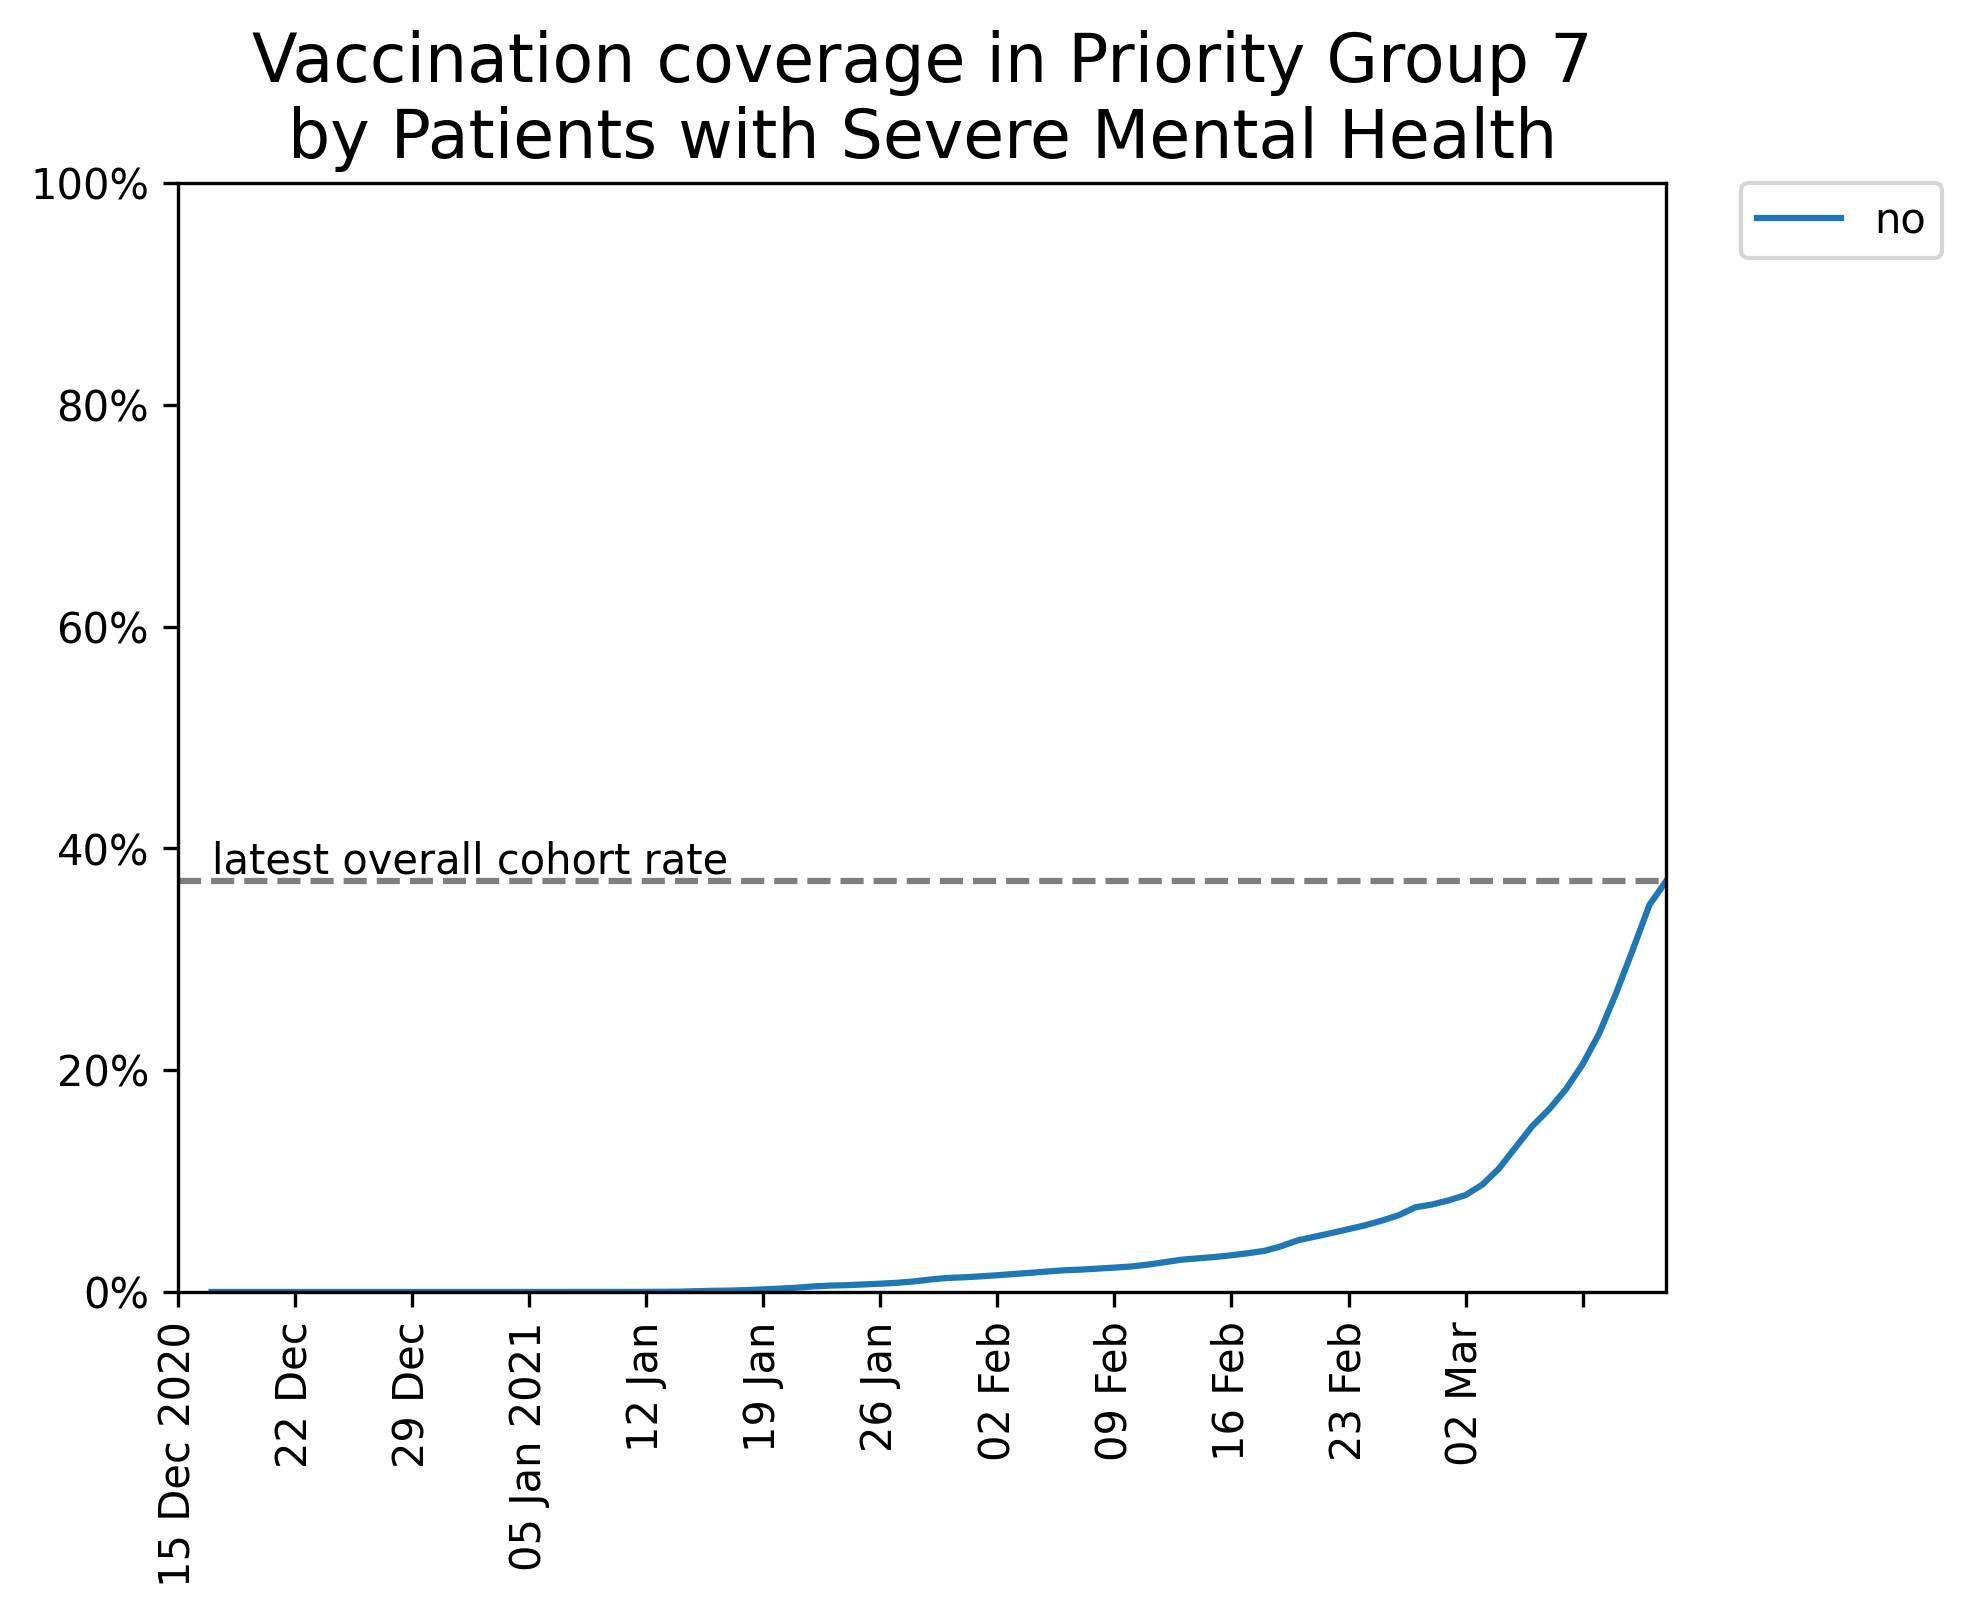 Vaccination coverage in Priority Group 7
by Patients with Severe Mental Health
100%
80%
60%
40%
20%
0%
latest overall cohort rate
no
15 Dec 2020
22 Dec
29 Dec
05 Jan 2021
12 Jan
19 Jan
26 Jan
02 Feb
09 Feb
16 Feb
23 Feb
02 Mar